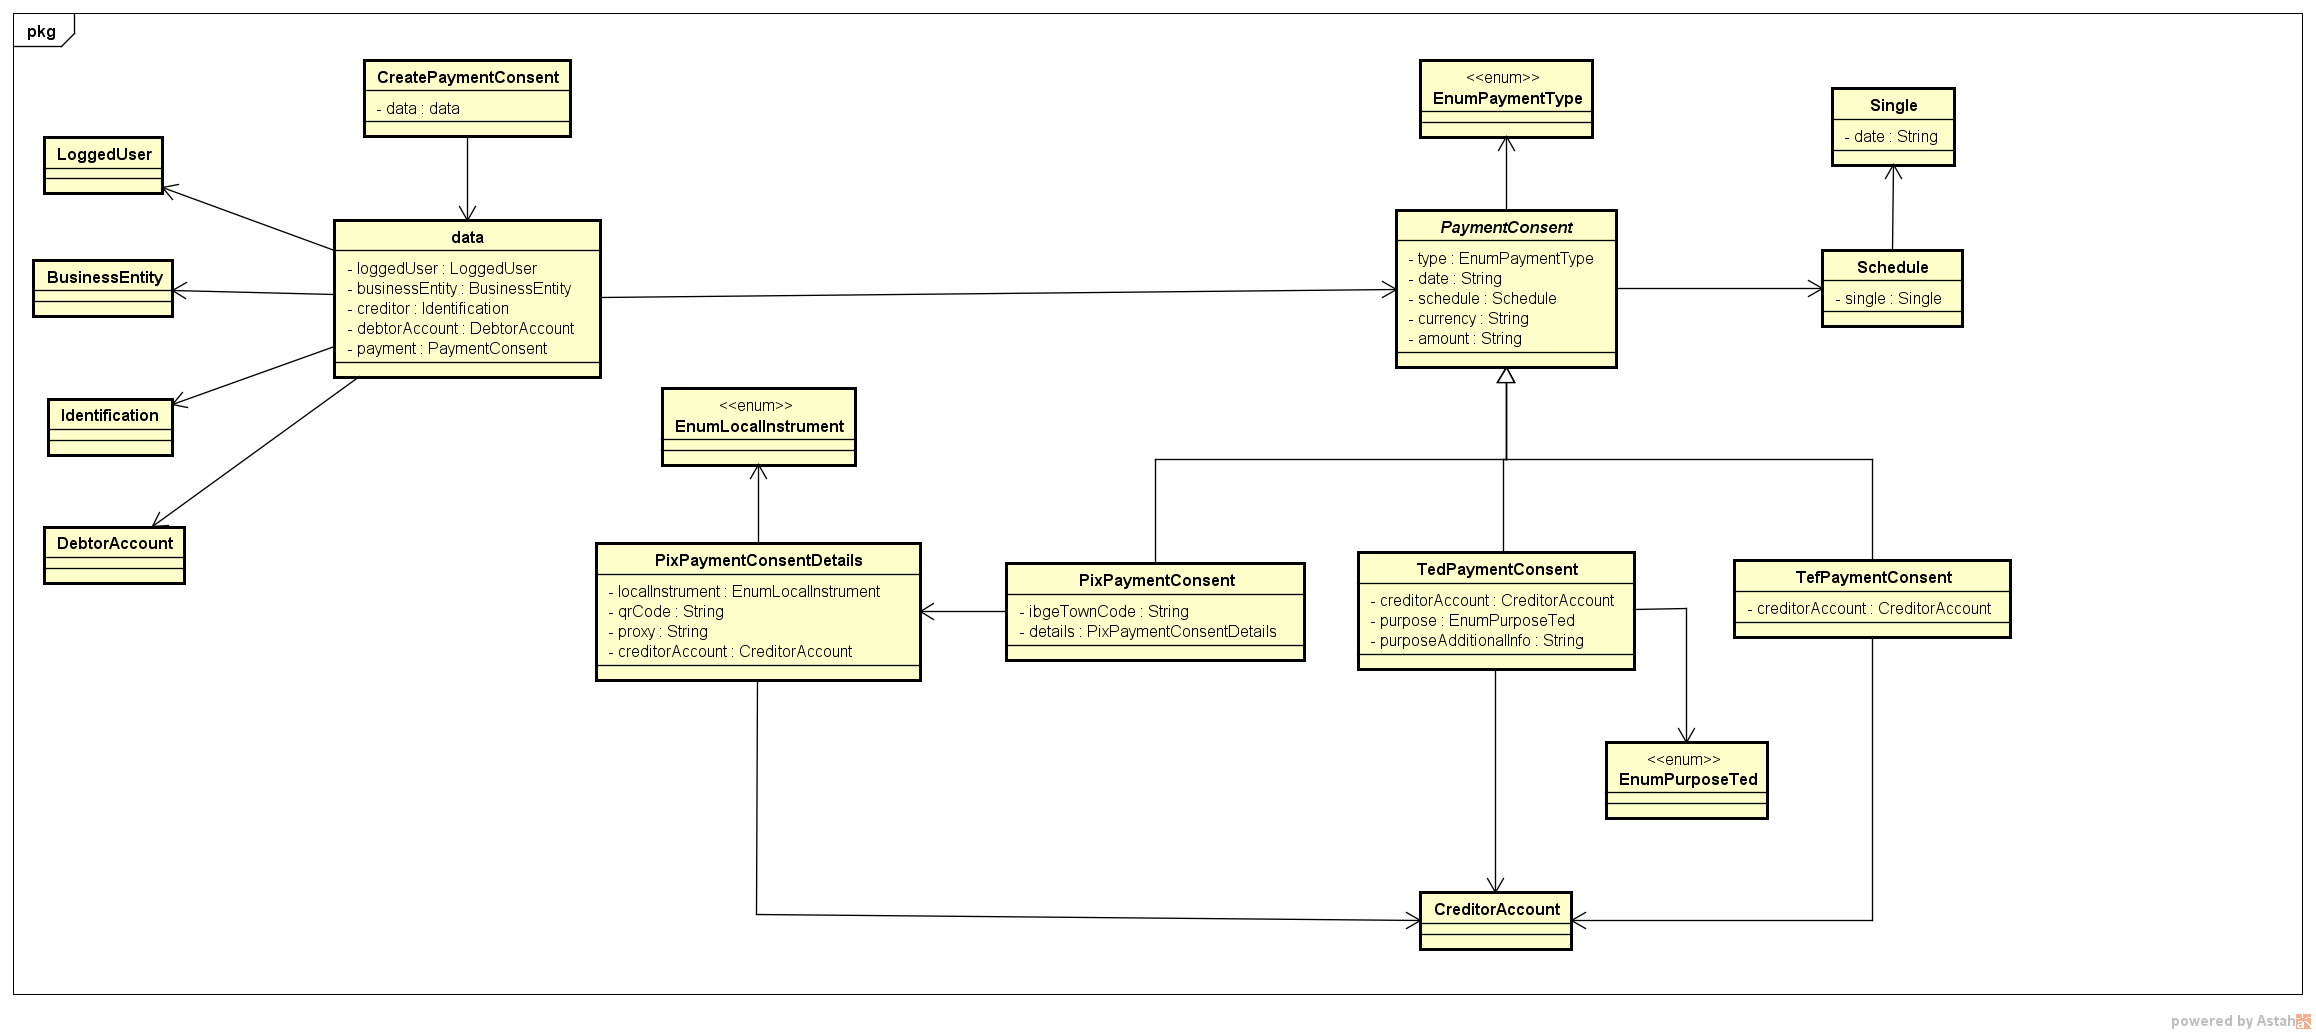 pkg
CreatePaymentConsent
- data : data
LoggedUser
BusinessEntity
Identification
DebtorAccount
data
- loggedUser : LoggedUser
- businessEntity : BusinessEntity
- creditor : Identification
- debtorAccount : DebtorAccount
- payment : PaymentConsent
<<enum>>
EnumPaymentType
Single
- date : String
PaymentConsent
- type : EnumPaymentType
- date : String
- schedule : Schedule
- currency : String
- amount : String
Schedule
- single : Single
<<enum>>
EnumLocalInstrument
PixPaymentConsentDetails
- localInstrument : EnumLocalInstrument
- qrCode : String
- proxy : String
- creditorAccount : CreditorAccount
PixPaymentConsent
- ibgeTownCode : String
- details : PixPaymentConsentDetails
TedPaymentConsent
- creditorAccount : CreditorAccount
- purpose : EnumPurposeTed
- purposeAdditionalInfo : String
TefPaymentConsent
- creditorAccount : CreditorAccount
<<enum>>
EnumPurposeTed
CreditorAccount
powered by Astah